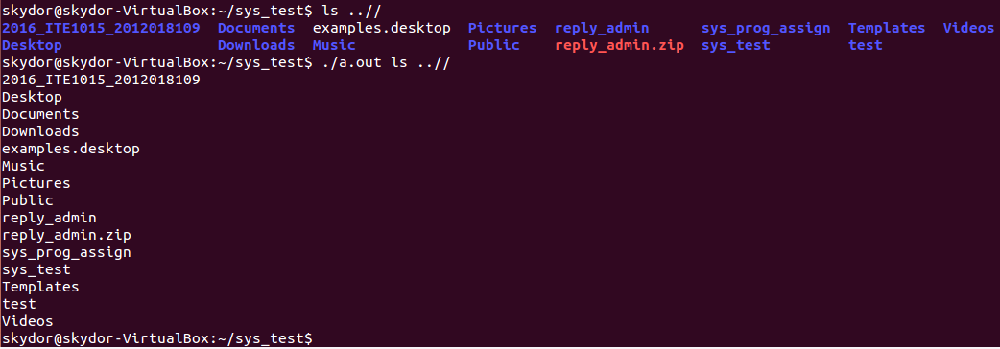 skydor@skydor-VirtualBox:~/sys_test$ ls ..//
2016_ITE1015_2012018109  Documents  examples.desktop  Pictures  reply_admin      sys_prog_assign  Templates  Videos
Desktop                  Downloads  Music             Public    reply_admin.zip  sys_test         test
skydor@skydor-VirtualBox:~/sys_test$ ./a.out ls ..//
2016_ITE1015_2012018109
Desktop
Documents
Downloads
examples.desktop
Music
Pictures
Public
reply_admin
reply_admin.zip
sys_prog_assign
sys_test
Templates
test
Videos
skydor@skydor-VirtualBox:~/sys_test$